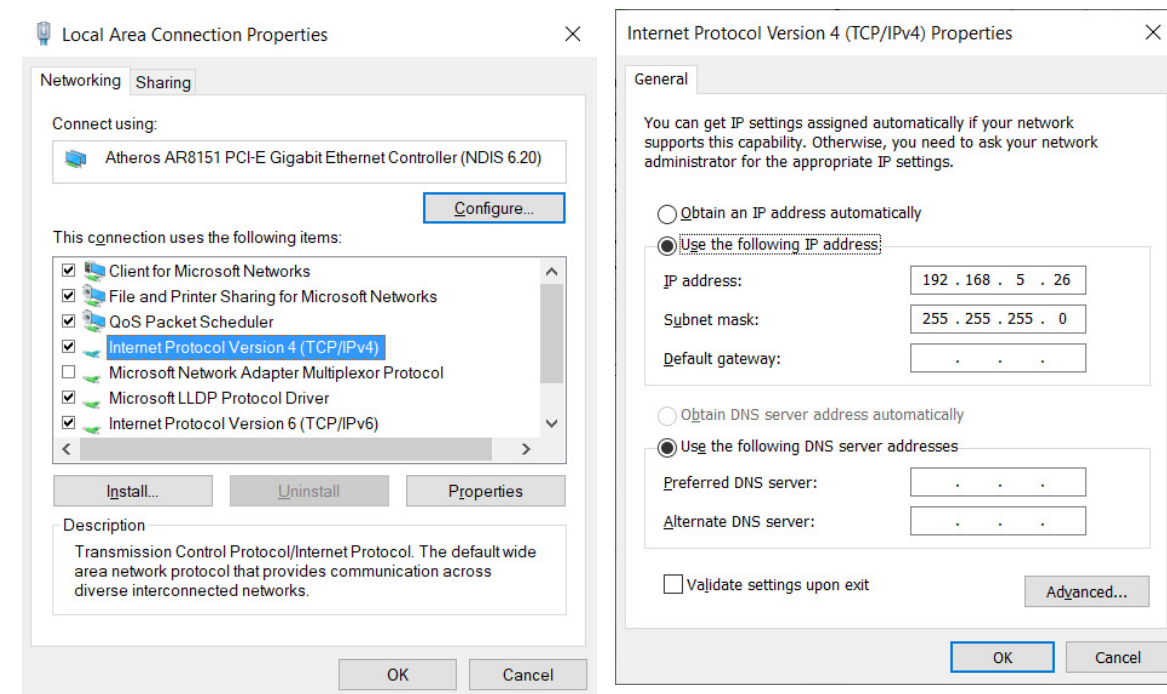 Local Area Connection Properties
Networking
Sharing
Connect using:
Atheros AR8151 PCI-E Gigabit Ethernet Controller (NDIS 6.20)
Configure...
This connection uses the following items:
Client for Microsoft Networks
File and Printer Sharing for Microsoft Networks
QoS Packet Scheduler
Internet Protocol Version 4 (TCP/IPv4)
Microsoft Network Adapter Multiplexor Protocol
Microsoft LLDP Protocol Driver
Internet Protocol Version 6 (TCP/IPv6)
Install...
Uninstall
Properties
Description
Transmission Control Protocol/Internet Protocol. The default wide
area network protocol that provides communication across
diverse interconnected networks.
OK
Cancel
Internet Protocol Version 4 (TCP/IPv4) Properties
General
You can get IP settings assigned automatically if your network
supports this capability. Otherwise, you need to ask your network
administrator for the appropriate IP settings.
Obtain an IP address automatically
Use the following IP address:
IP address:
192 . 168 . 5 . 26
Subnet mask:
255 . 255 . 255 . 0
Default gateway:
. . .
Obtain DNS server address automatically
Use the following DNS server addresses
Preferred DNS server:
. . .
Alternate DNS server:
. . .
Validate settings upon exit
Advanced...
OK
Cancel